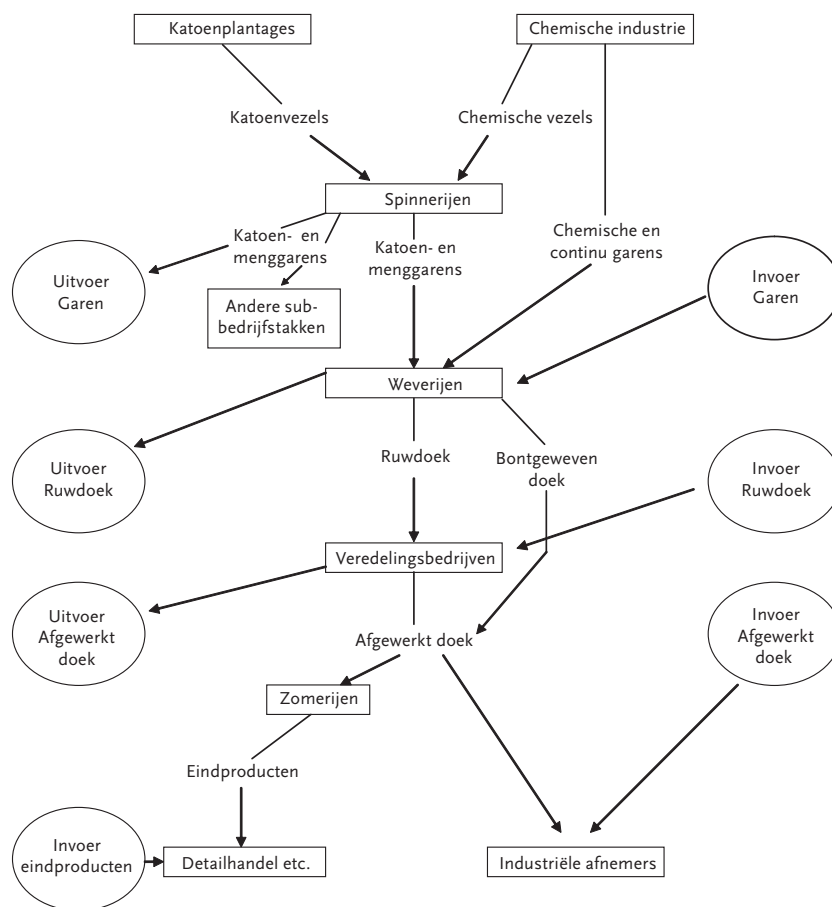 Katoenplantages
Chemische industrie
Katoenvezels
Chemische vezels
Spinnerijen
Katoen- en
menggarens
Katoen- en
menggarens
Chemische en
continu garens
Uitvoer
Garen
Andere sub-
bedrijfstakken
Invoer
Garen
Weverijen
Uitvoer
Ruwdoek
Ruwdoek
Bontgeweven
doek
Invoer
Ruwdoek
Veredelingsbedrijven
Uitvoer
Afgewerkt
doek
Afgewerkt doek
Invoer
Afgewerkt
doek
Zomerijen
Eindproducten
Invoer
eindproducten
Detailhandel etc.
Industriële afnemers